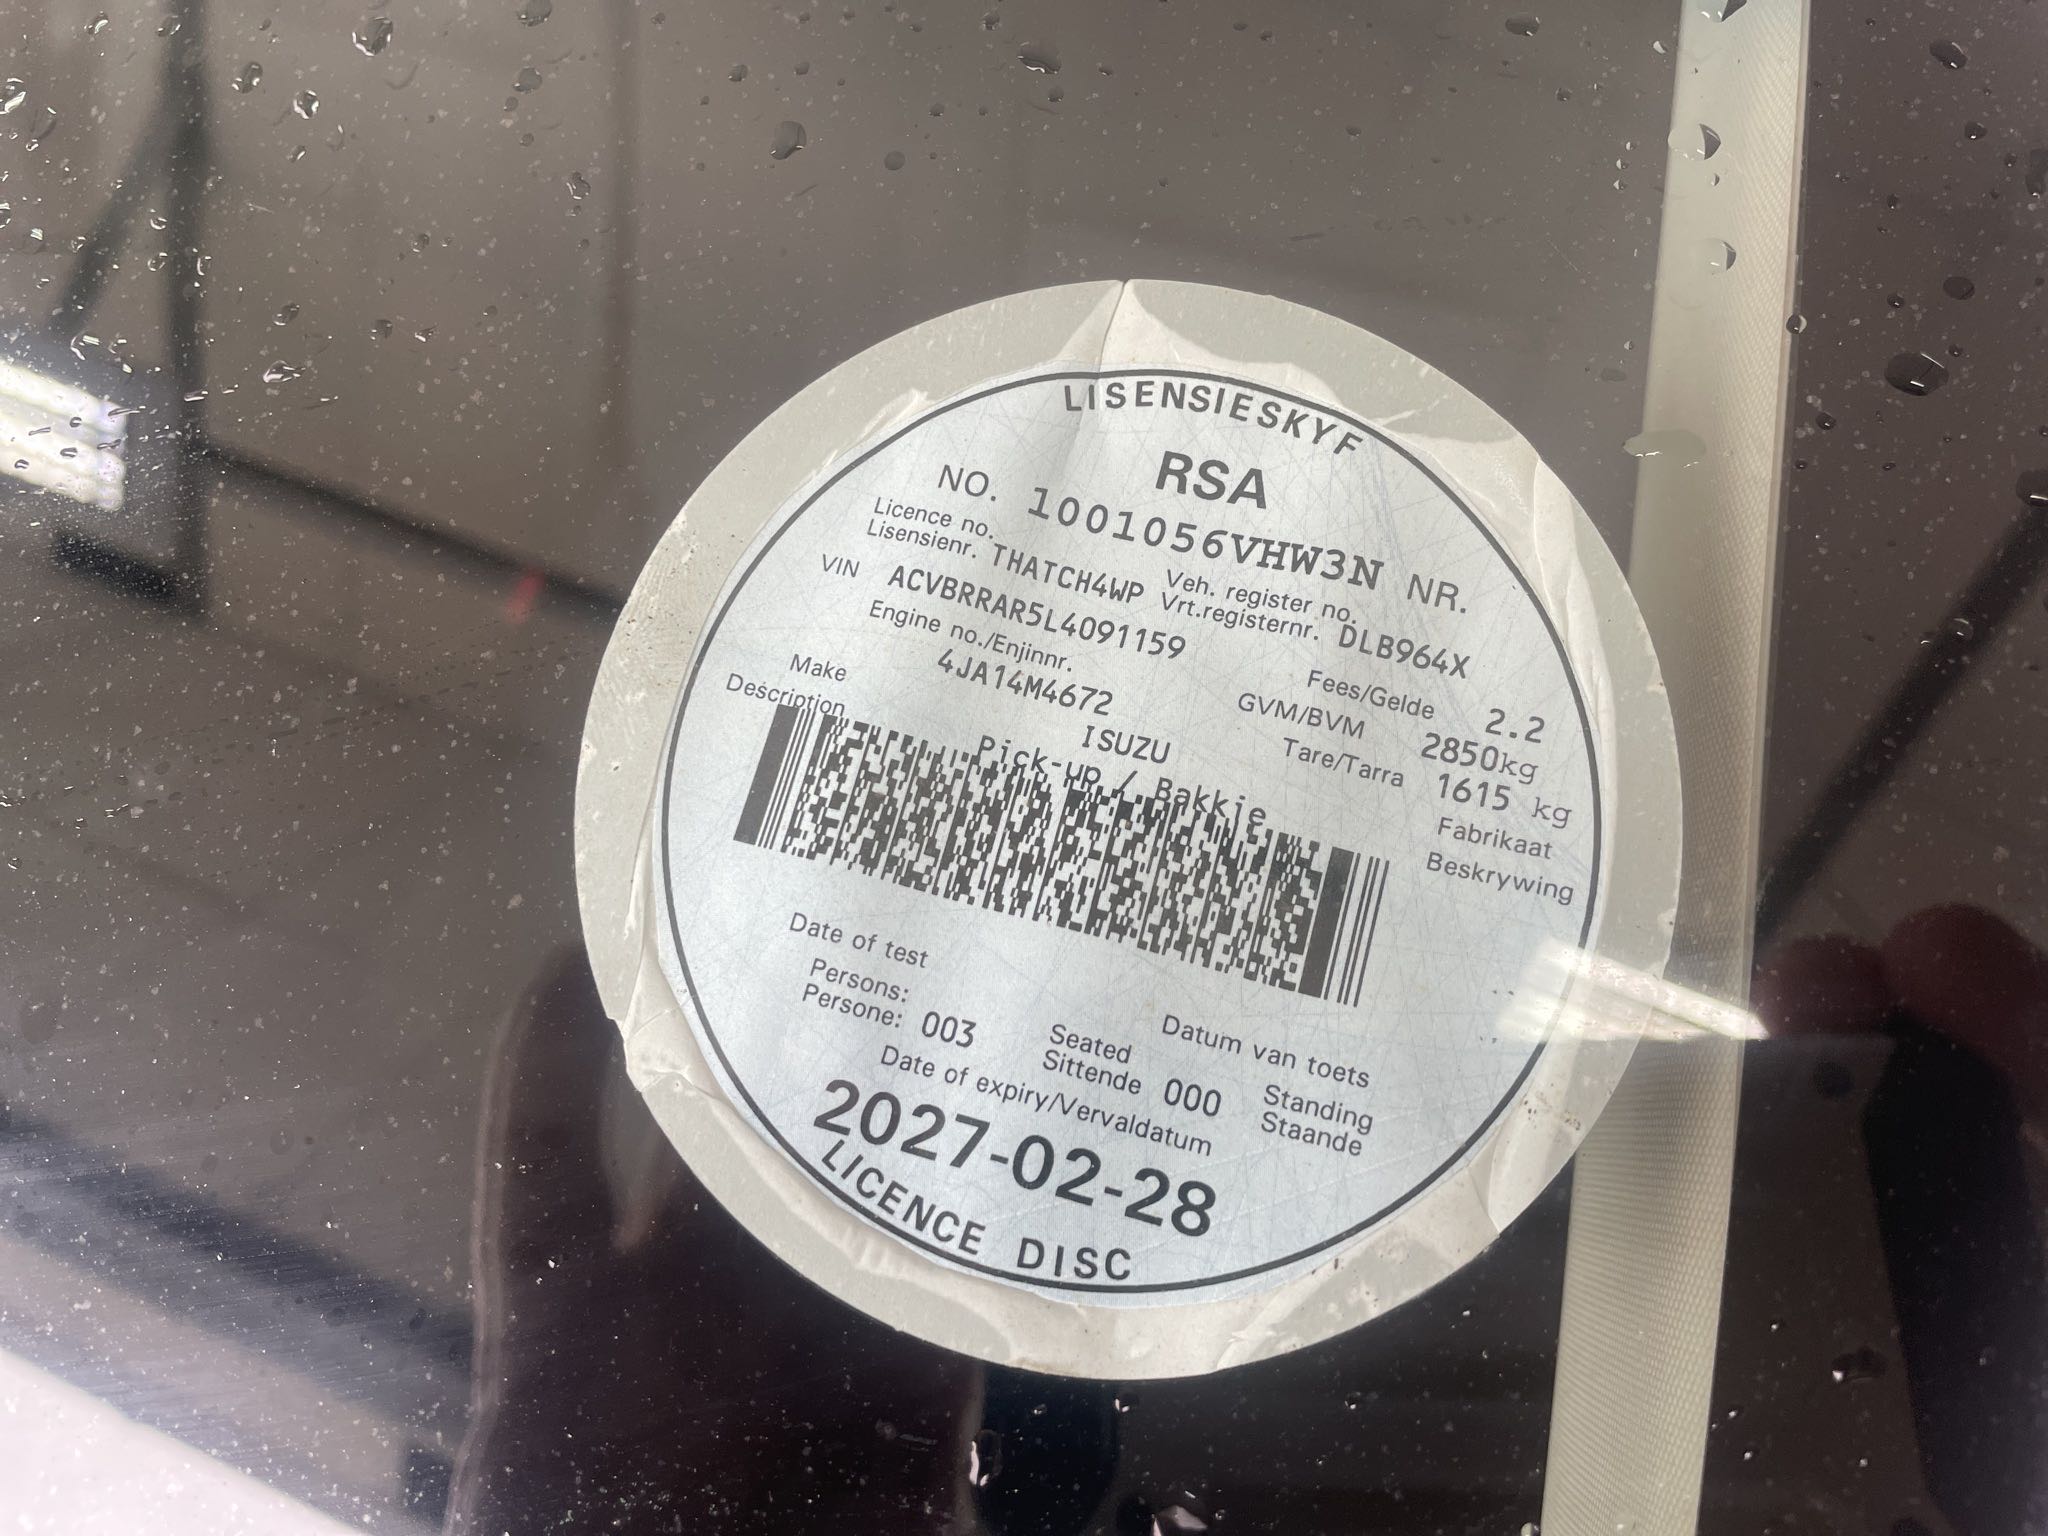 LISENSIESKYF
RSA
NO. 1001056VHW3N NR.
Licence no. Lisensienr. THATCH4WP Veh. register no. Vrt.registernr. DLB964X
VIN ACVBRRAR5L4091159 Fees/Gelde 2.2
Engine no./Enjinnr. 4JA14M4672 GVM/BVM 2850kg
Tare/Tarra 1615 kg
Make ISUZU Fabrikaat
Description Pick-up / Bakkie Beskrywing
Date of test Datum van toets
Persons: Persone: 003 Seated Sittende 000 Standing Staande
Date of expiry/Vervaldatum
2027-02-28
LICENCE DISC